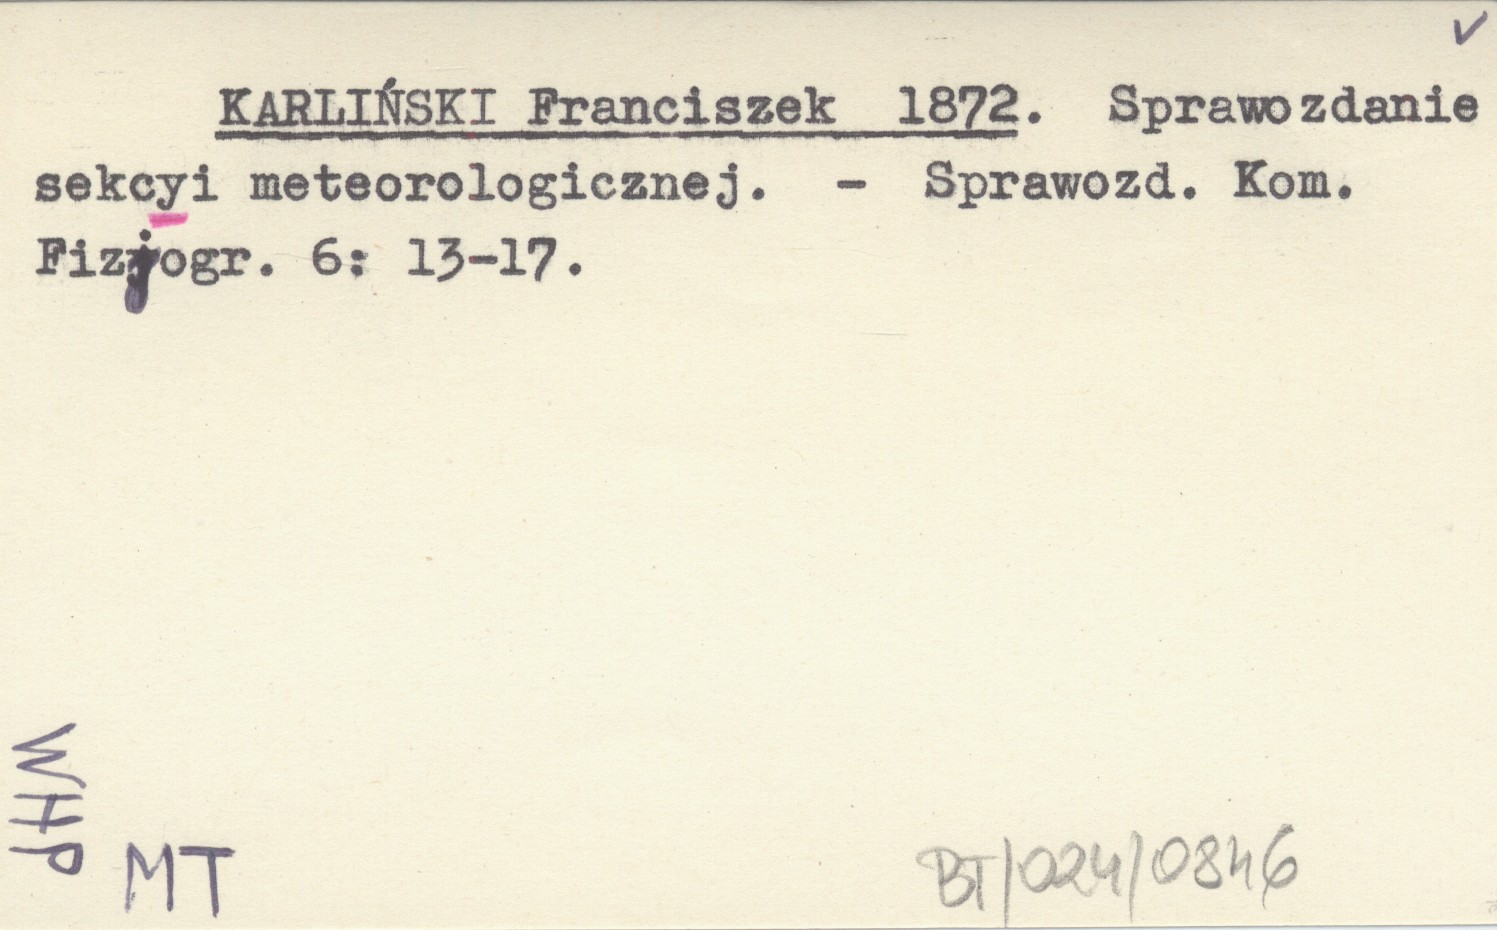 KARLIŃSKI Franciszek 1872. Sprawozdanie
sekcyi meteorologicznej. - Sprawozd. Kom.
Fizjogr. 6: 13-17.
WHP
MT
BT/024/0846